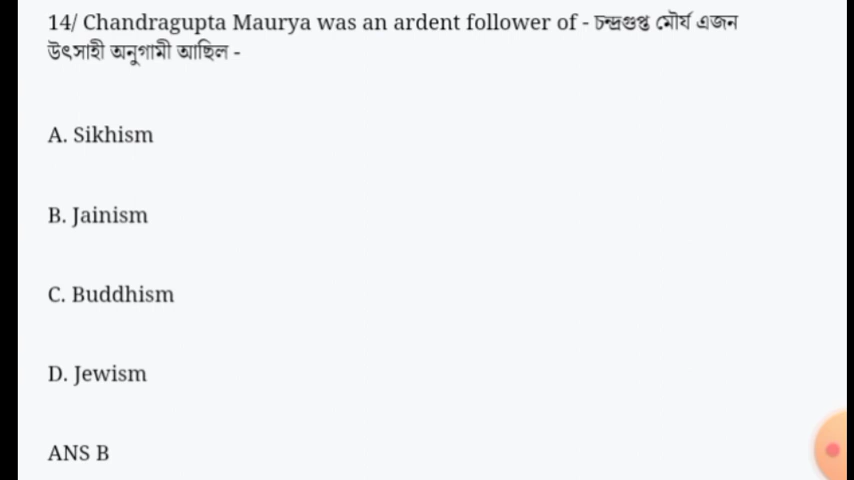 14/ Chandragupta Maurya was an ardent follower of - চন্দ্রগুপ্ত মৌৰ্য এজন
উৎসাহী অনুগামী আছিল -
A. Sikhism
B. Jainism
C. Buddhism
D. Jewism
ANS B